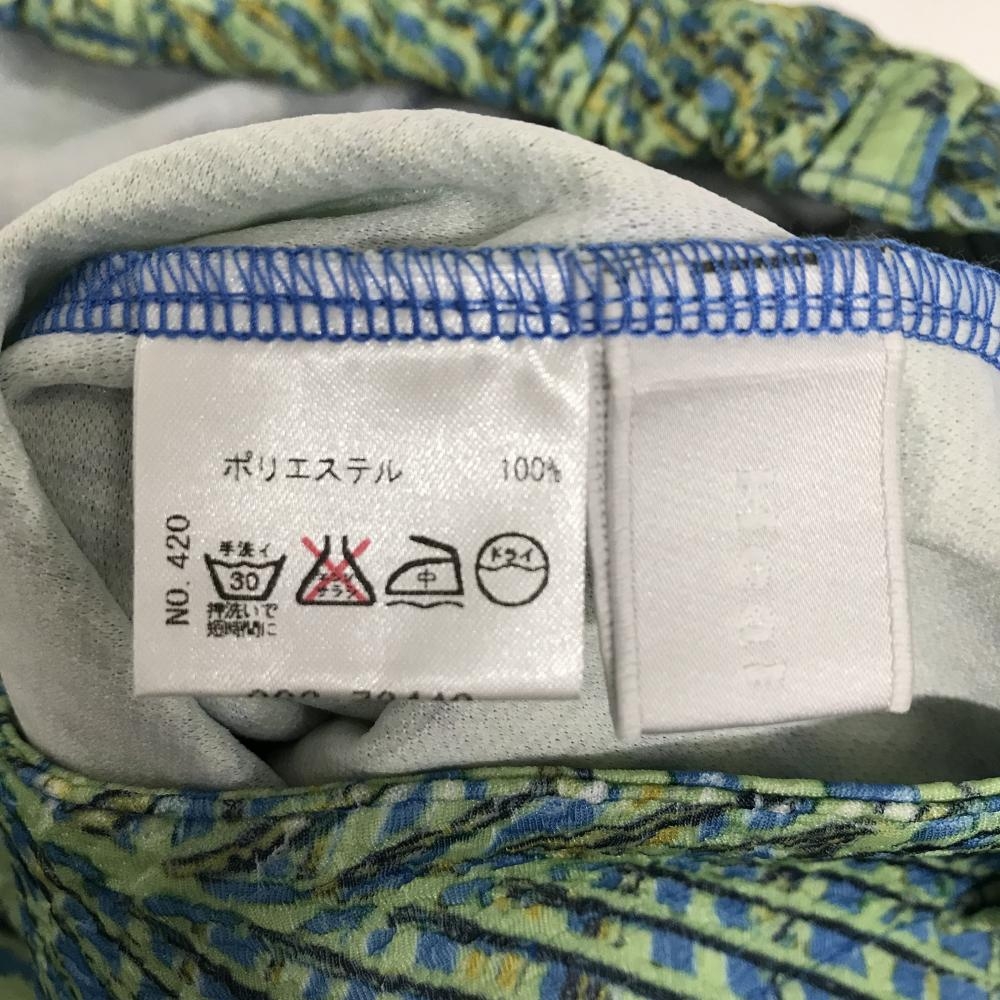 ポリエステル 100%
NO. 420
手洗イ
30
中
ドライ
押洗いで
短時間に